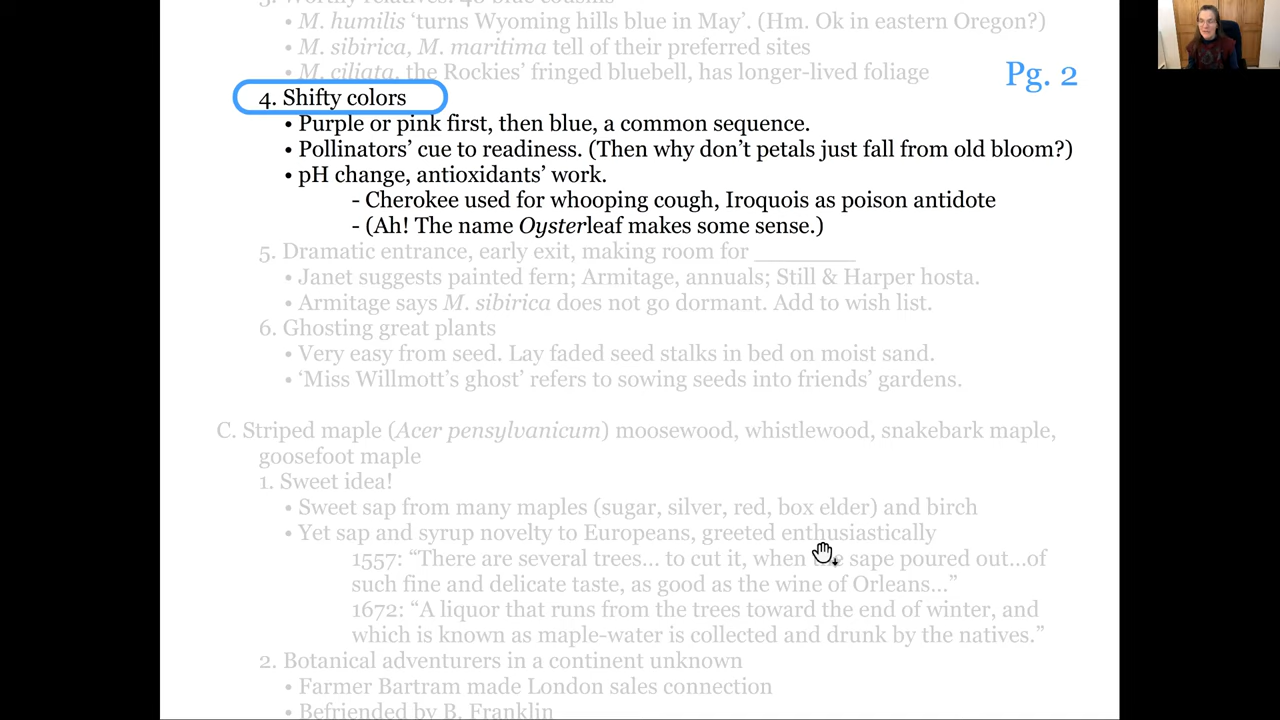 3. Worthy relatives: 40 blue cousins
• M. humilis ‘turns Wyoming hills blue in May’. (Hm. Ok in eastern Oregon?)
• M. sibirica, M. maritima tell of their preferred sites
• M. ciliata, the Rockies’ fringed bluebell, has longer-lived foliage
Pg. 2
4. Shifty colors
• Purple or pink first, then blue, a common sequence.
• Pollinators’ cue to readiness. (Then why don’t petals just fall from old bloom?)
• pH change, antioxidants’ work.
- Cherokee used for whooping cough, Iroquois as poison antidote
- (Ah! The name Oysterleaf makes some sense.)
5. Dramatic entrance, early exit, making room for ________
• Janet suggests painted fern; Armitage, annuals; Still & Harper hosta.
• Armitage says M. sibirica does not go dormant. Add to wish list.
6. Ghosting great plants
• Very easy from seed. Lay faded seed stalks in bed on moist sand.
• ‘Miss Willmott’s ghost’ refers to sowing seeds into friends’ gardens.
C. Striped maple (Acer pensylvanicum) moosewood, whistlewood, snakebark maple,
goosefoot maple
1. Sweet idea!
• Sweet sap from many maples (sugar, silver, red, box elder) and birch
• Yet sap and syrup novelty to Europeans, greeted enthusiastically
1557: “There are several trees... to cut it, when the sape poured out...of
such fine and delicate taste, as good as the wine of Orleans...”
1672: “A liquor that runs from the trees toward the end of winter, and
which is known as maple-water is collected and drunk by the natives.”
2. Botanical adventurers in a continent unknown
• Farmer Bartram made London sales connection
• Befriended by B. Franklin